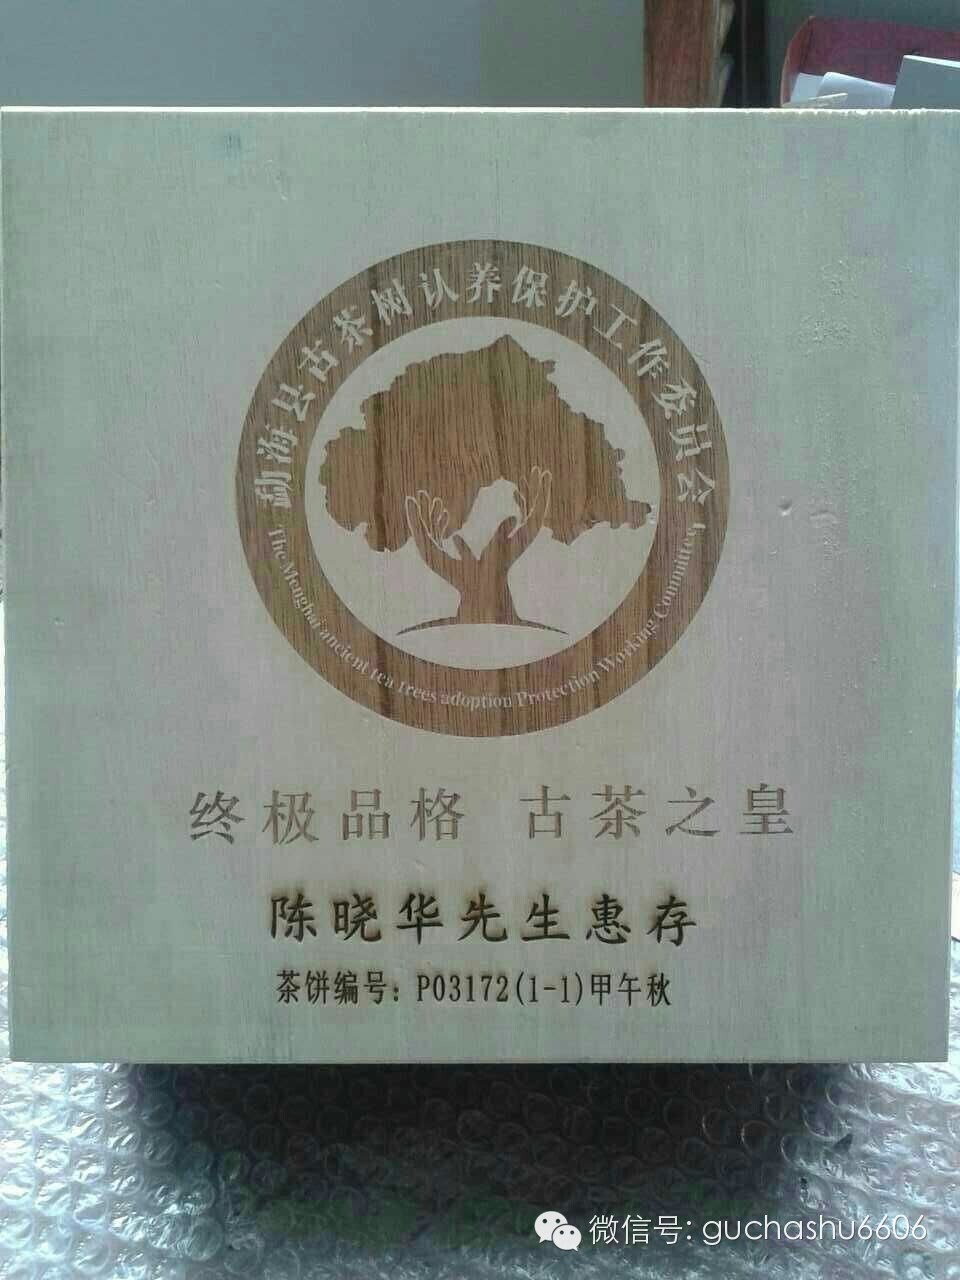 勐海县古茶树认养保护工作委员会
The Menghai ancient tea trees adoption Protection Working Committee
终极品格 古茶之皇
陈晓华先生惠存
茶饼编号：P03172(1-1)甲午秋
微信号: guchashu6606